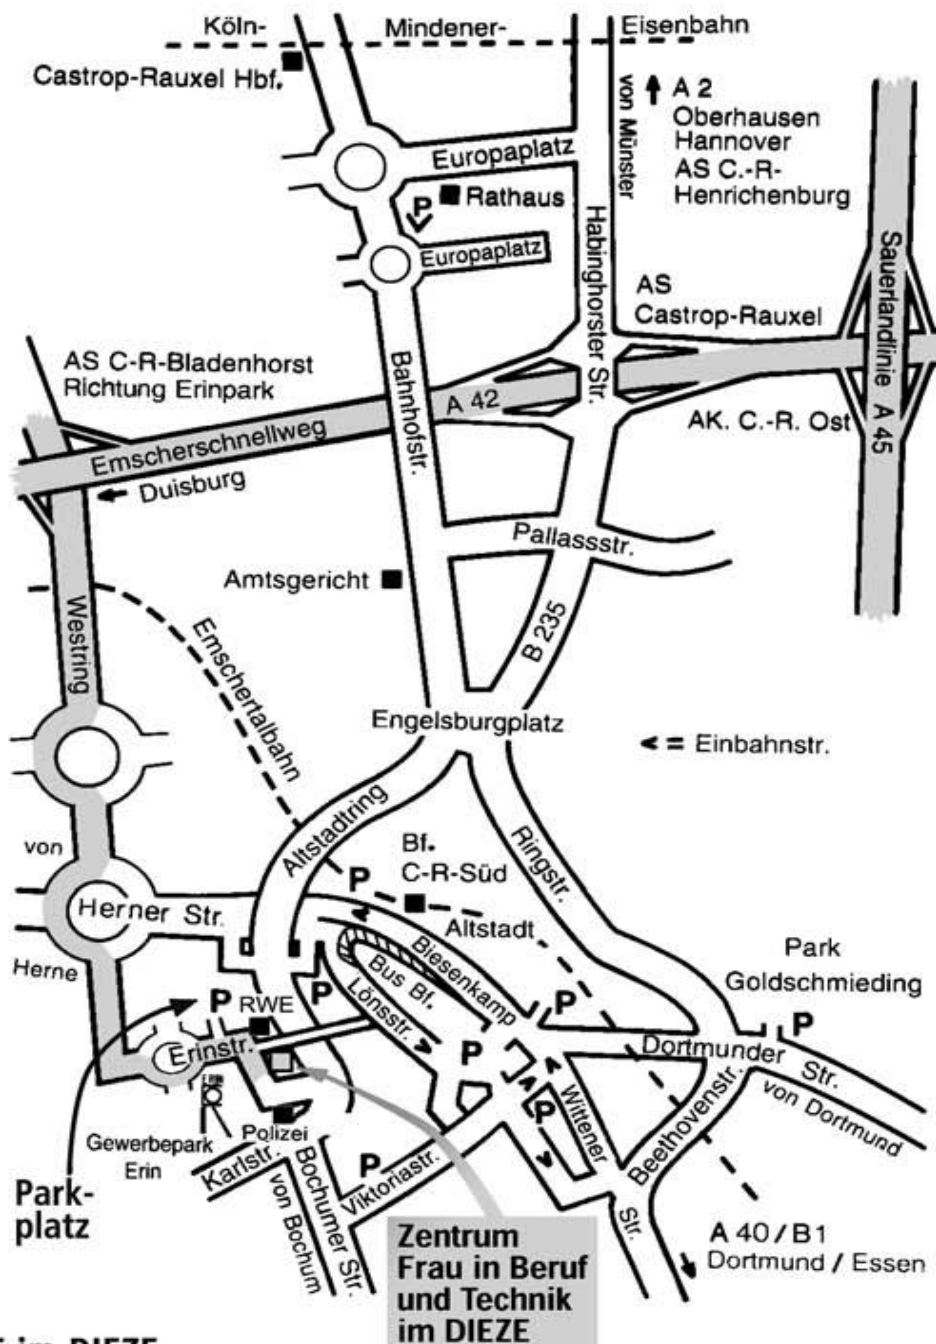 Köln- Mindener- Eisenbahn
Castrop-Rauxel Hbf.
von Münster
A 2
Oberhausen
Hannover
AS C.-R-
Henrichenburg
Europaplatz
P
Rathaus
Europaplatz
Habinghorster Str.
Sauerlandlinie A 45
AS
Castrop-Rauxel
AS C-R-Bladenhorst
Richtung Erinpark
Bahnhofstr.
A 42
AK. C.-R. Ost
Emscherschnellweg
Duisburg
Pallassstr.
Amtsgericht
B 235
Westring
Emschertalbahn
Engelsburgplatz
< = Einbahnstr.
Altstadtring
Ringstr.
Bf.
C-R-Süd
P
von
Herner Str.
Herne
Altstadt
Biesenkamp
Bus Bf.
Lönsstr.
Park
Goldschmieding
P
P
P
P
RWE
P
Erinstr.
Dortmunder Str.
von Dortmund
Wittener Str.
Beethovenstr.
P
Gewerbepark
Erin
Polizei
Karlstr.
Bochumer Str.
von Bochum
P
Viktoriastr.
Park-
platz
Zentrum
Frau in Beruf
und Technik
im DIEZE
A 40 / B 1
Dortmund / Essen
im DIEZE